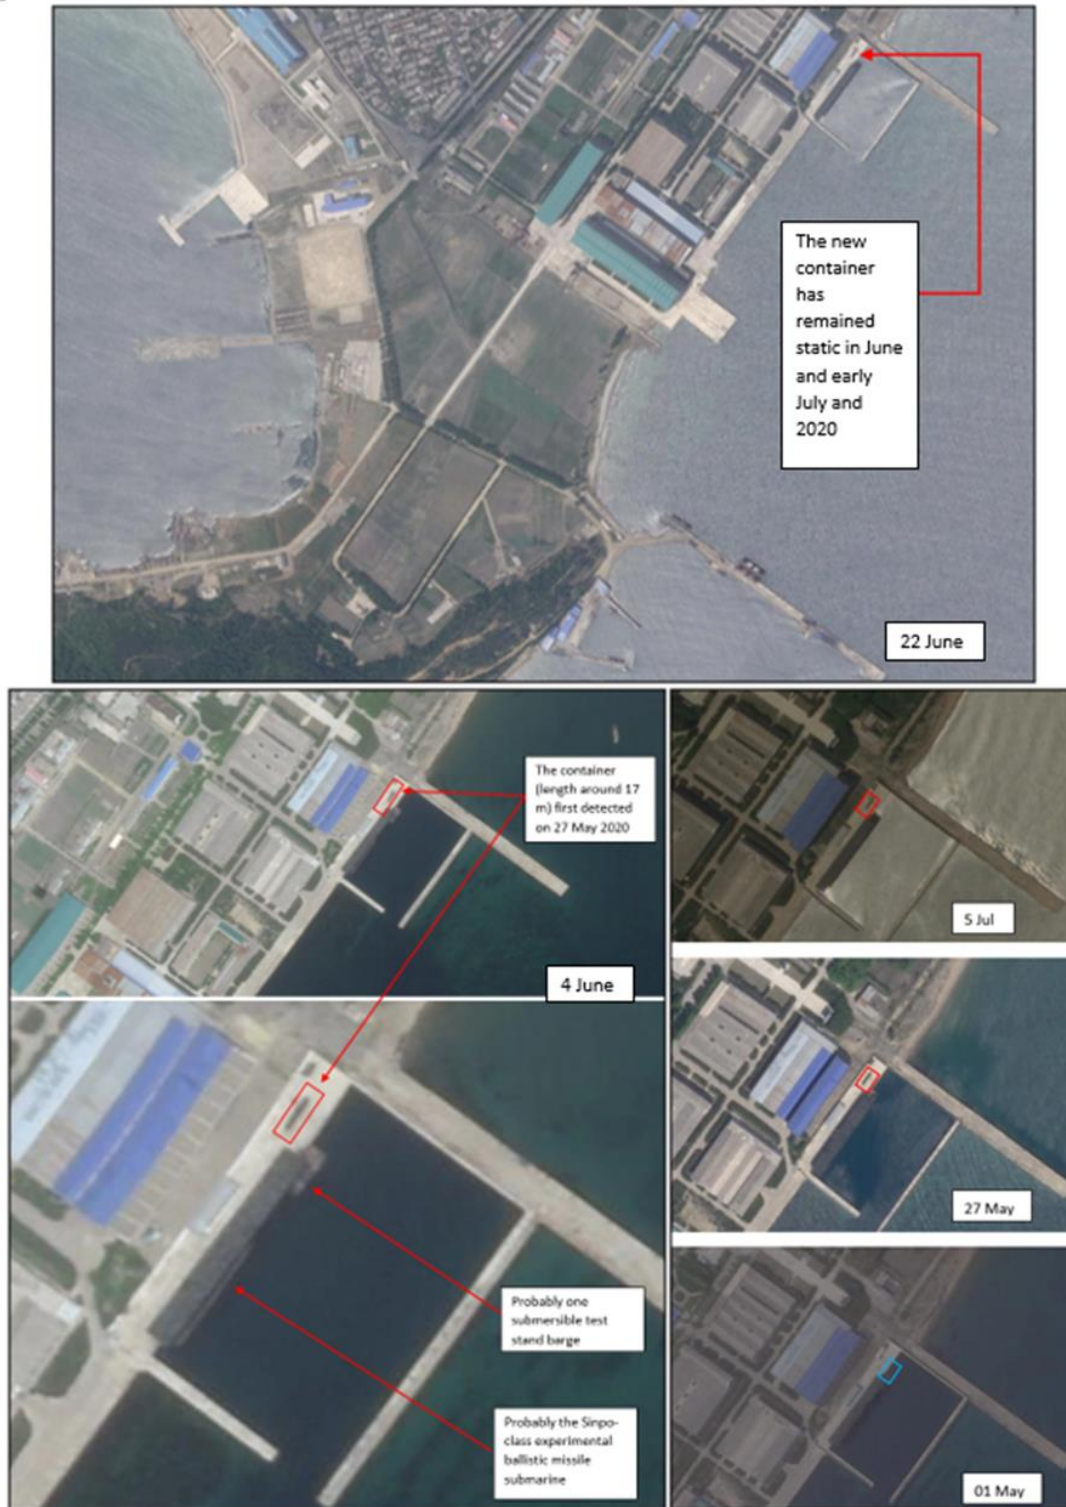 The new
container
has
remained
static in June
and early
July and
2020
22 June
The container
(length around 17
m) first detected
on 27 May 2020
4 June
5 Jul
27 May
Probably one
submersible test
stand barge
Probably the Sinpo-
class experimental
ballistic missile
submarine
01 May